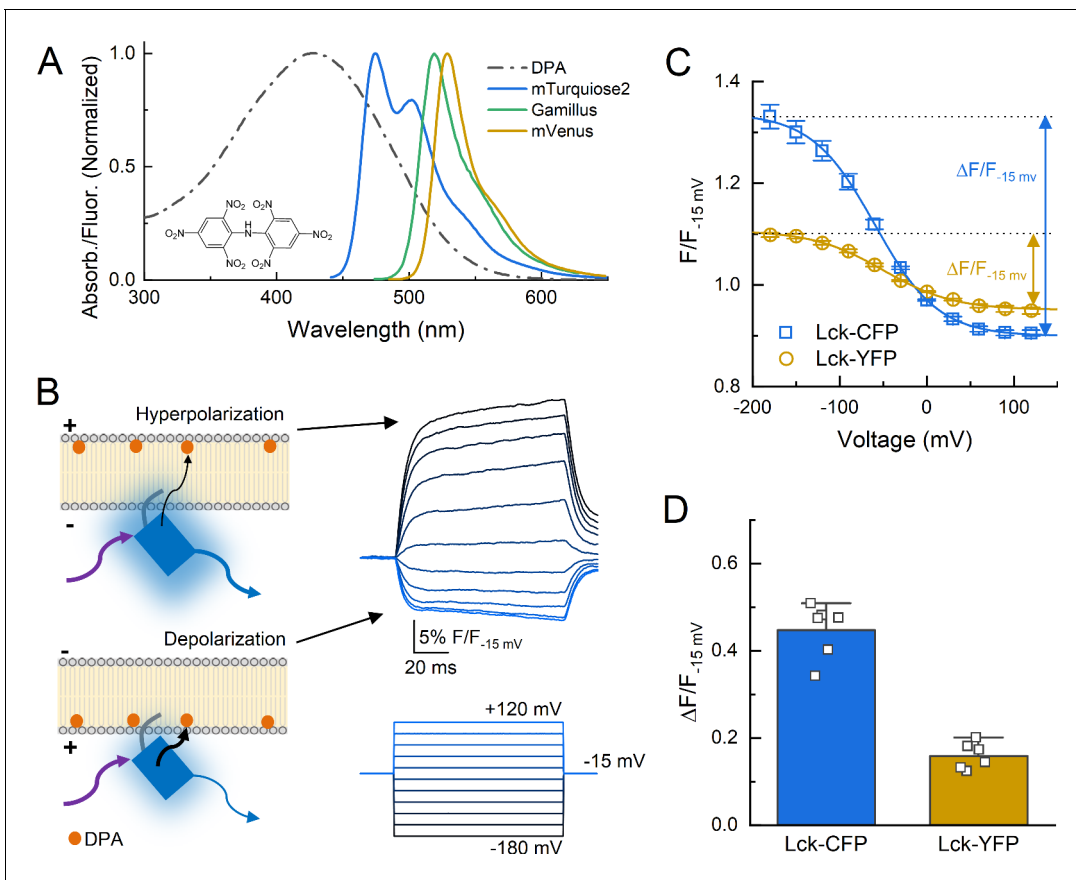 A
Absorb./Fluor. (Normalized)
1.0
0.5
0.0
300
400
500
600
Wavelength (nm)
DPA
mTurquiose2
Gamillus
mVenus
NO₂
NO₂
H
N
NO₂
NO₂
NO₂
NO₂
B
Hyperpolarization
+
-
Depolarization
-
+
DPA
5% F/F-15 mV
20 ms
+120 mV
-15 mV
-180 mV
C
F/F-15 mV
1.4
1.2
1.0
0.8
-200
-100
0
100
Voltage (mV)
ΔF/F-15 mv
ΔF/F-15 mv
Lck-CFP
Lck-YFP
D
ΔF/F-15 mV
0.6
0.4
0.2
0.0
Lck-CFP
Lck-YFP